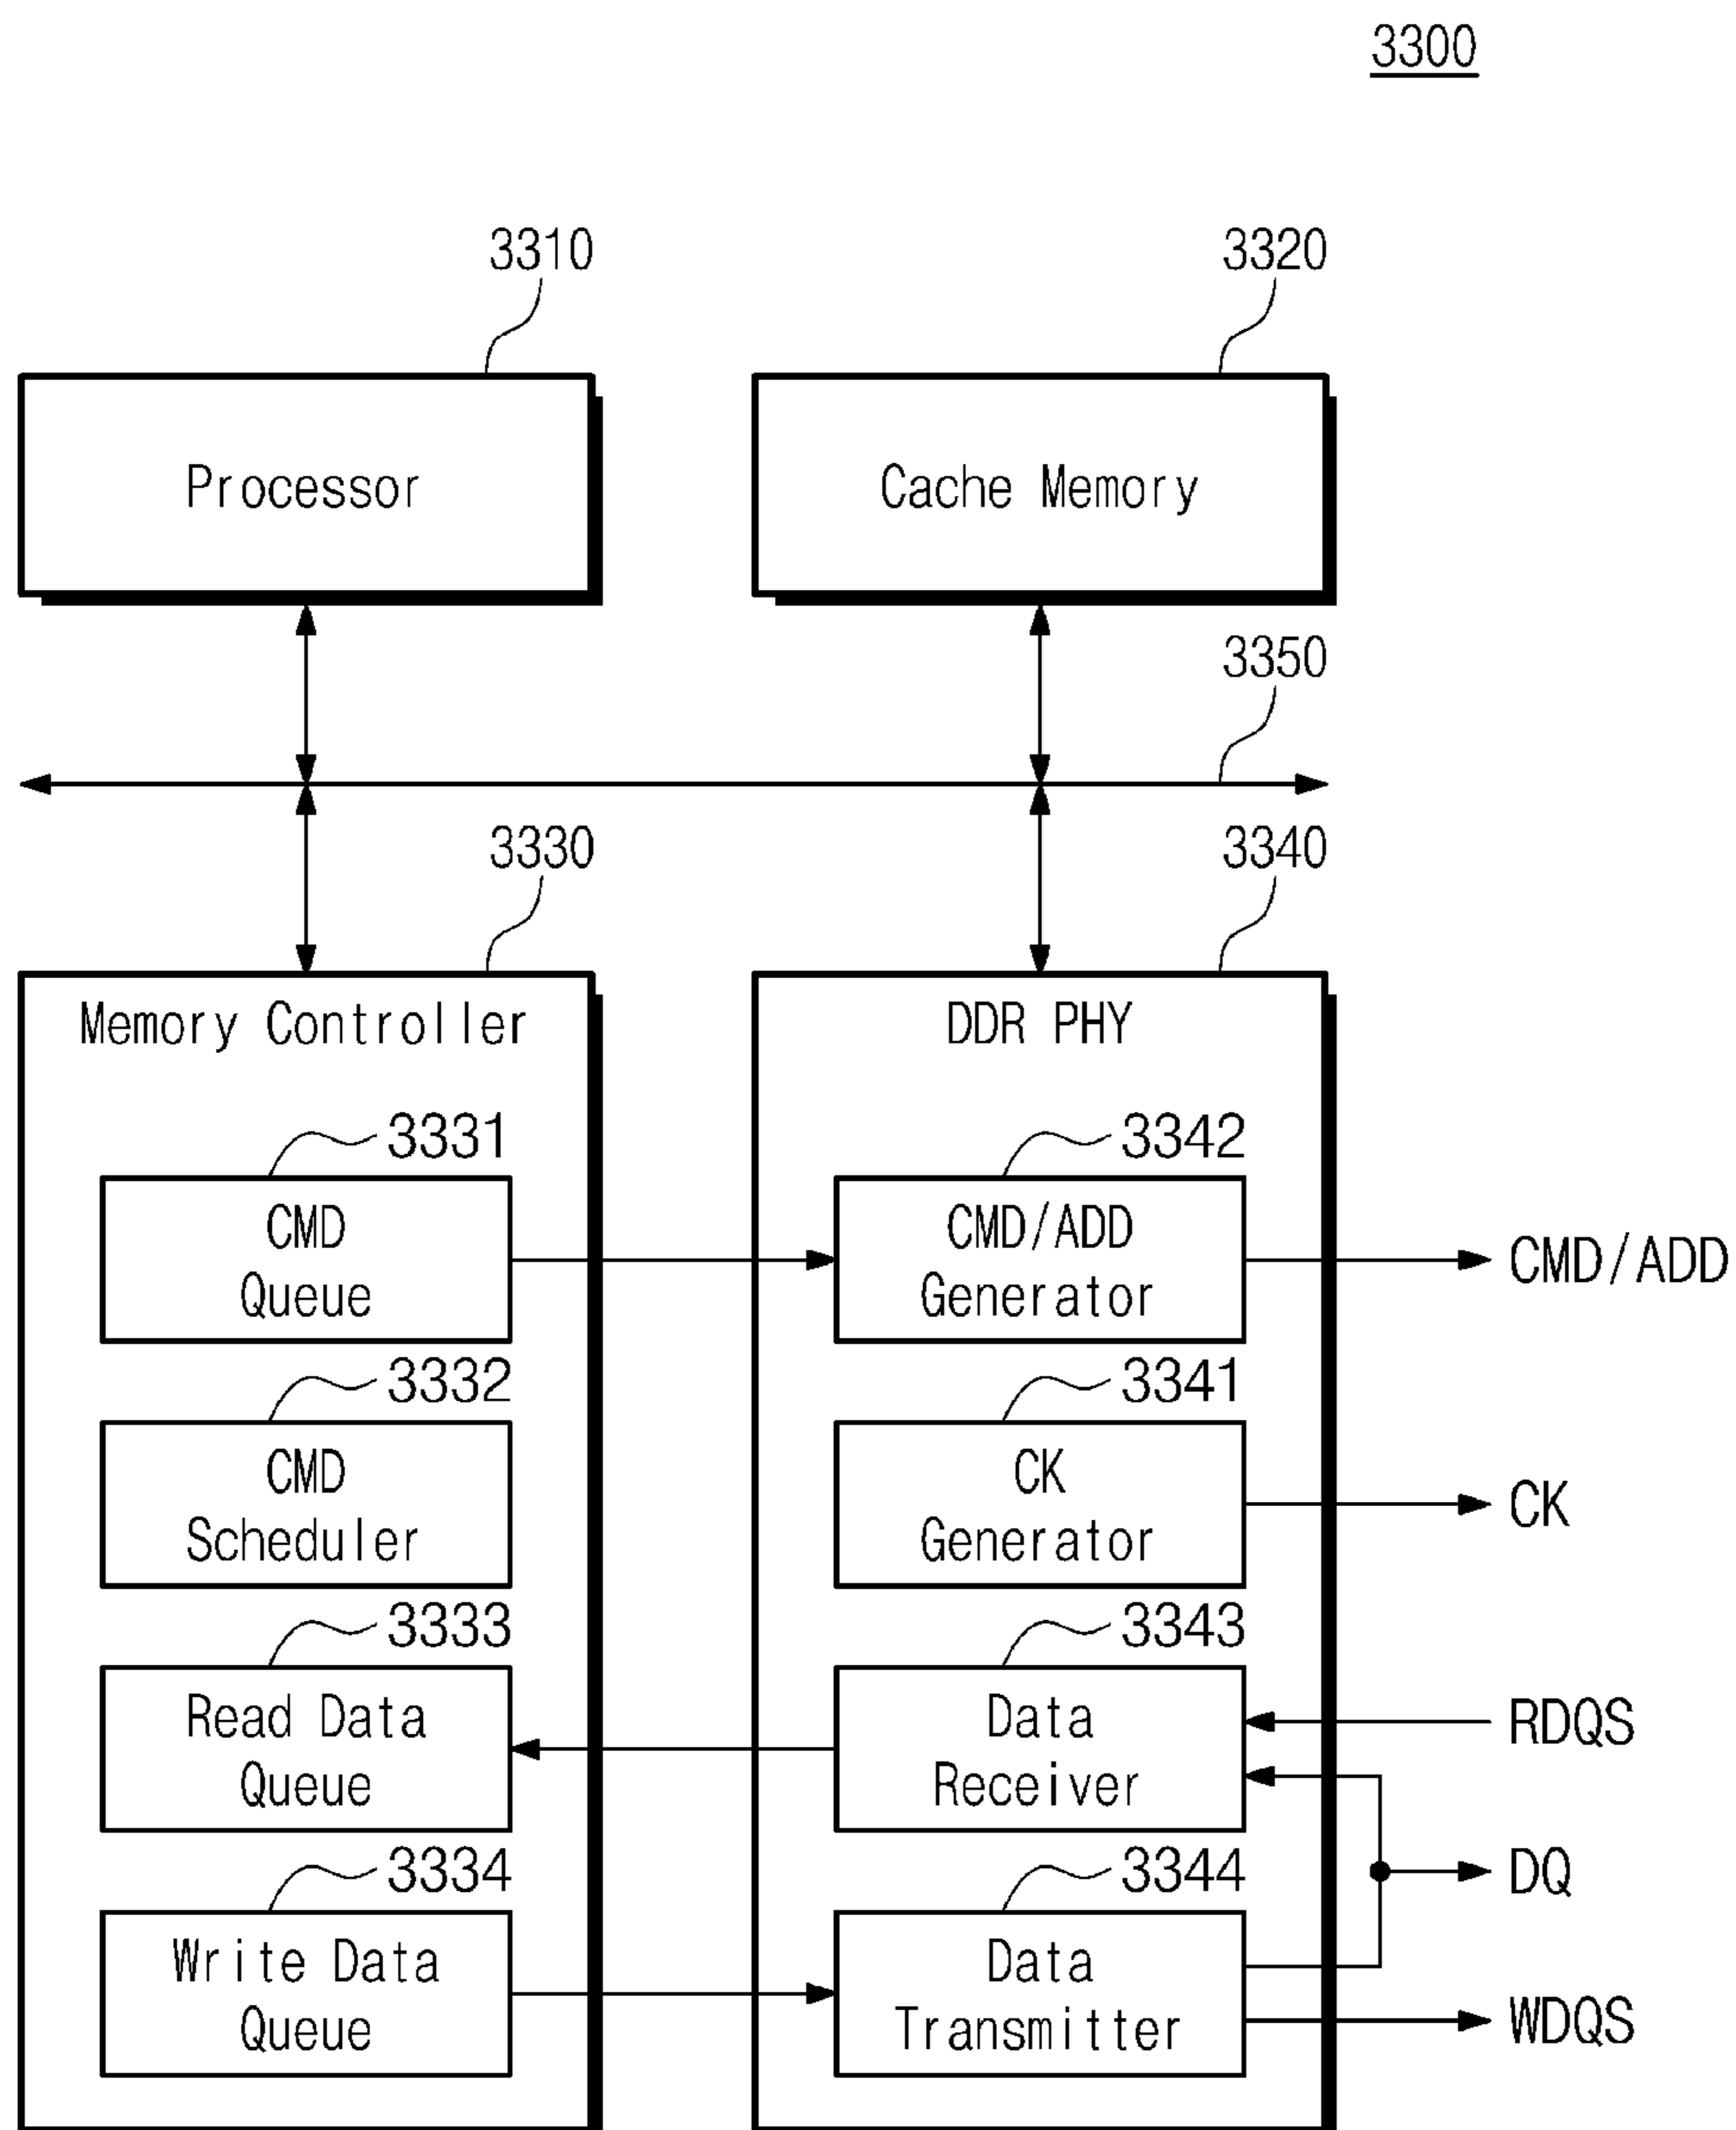 3300
3310
3320
Processor
Cache Memory
3350
3330
3340
Memory Controller
DDR PHY
3331
3342
CMD
Queue
CMD/ADD
Generator
CMD/ADD
3332
3341
CMD
Scheduler
CK
Generator
CK
3333
3343
Read Data
Queue
Data
Receiver
RDQS
DQ
3334
3344
Write Data
Queue
Data
Transmitter
WDQS